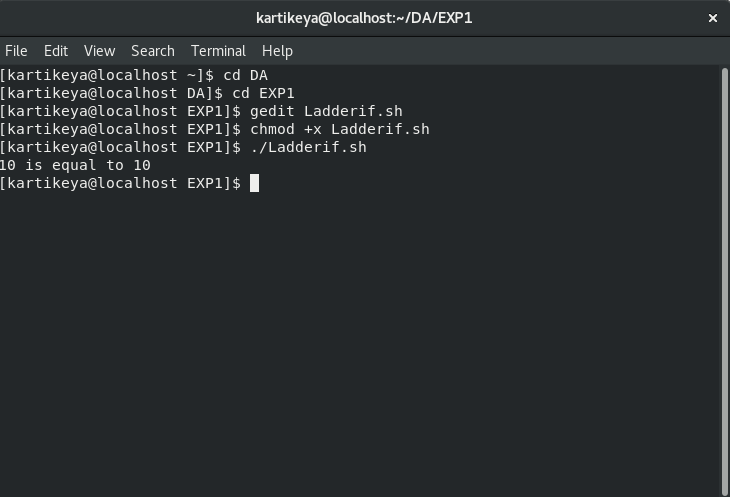 kartikeya@localhost:~/DA/EXP1
File Edit View Search Terminal Help
[kartikeya@localhost ~]$ cd DA
[kartikeya@localhost DA]$ cd EXP1
[kartikeya@localhost EXP1]$ gedit Ladderif.sh
[kartikeya@localhost EXP1]$ chmod +x Ladderif.sh
[kartikeya@localhost EXP1]$ ./Ladderif.sh
10 is equal to 10
[kartikeya@localhost EXP1]$